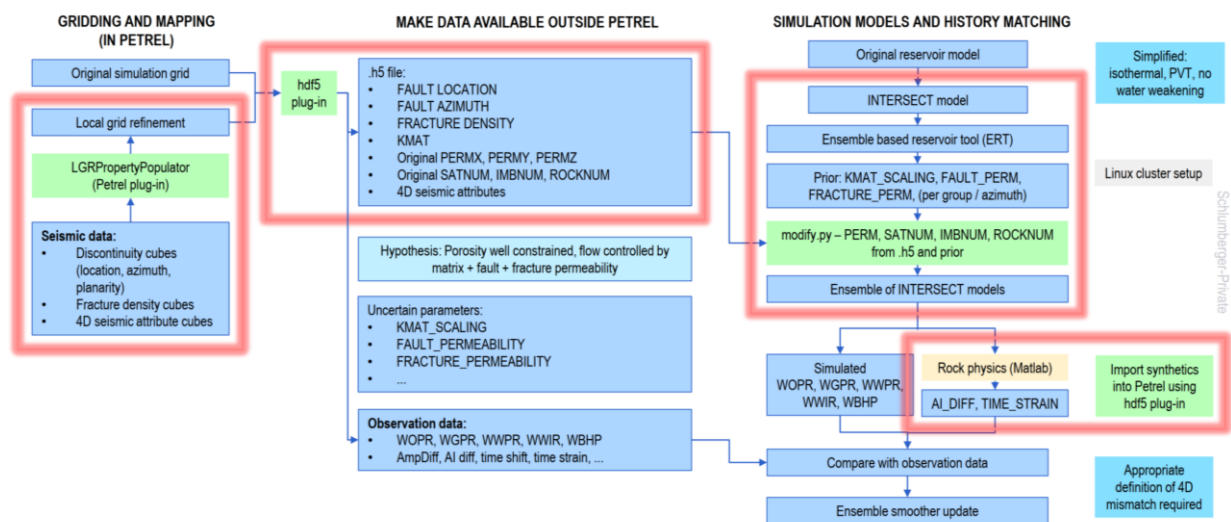 GRIDDING AND MAPPING
(IN PETREL)
Original simulation grid
Local grid refinement
LGRPropertyPopulator
(Petrel plug-in)
Seismic data:
• Discontinuity cubes
(location, azimuth,
planarity)
• Fracture density cubes
• 4D seismic attribute cubes
MAKE DATA AVAILABLE OUTSIDE PETREL
hdf5
plug-in
.h5 file:
• FAULT LOCATION
• FAULT AZIMUTH
• FRACTURE DENSITY
• KMAT
• Original PERMX, PERMY, PERMZ
• Original SATNUM, IMBNUM, ROCKNUM
• 4D seismic attributes
Hypothesis: Porosity well constrained, flow controlled by
matrix + fault + fracture permeability
Uncertain parameters:
• KMAT_SCALING
• FAULT_PERMEABILITY
• FRACTURE_PERMEABILITY
• ...
Observation data:
• WOPR, WGPR, WWPR, WWIR, WBHP
• AmpDiff, AI diff, time shift, time strain, ...
SIMULATION MODELS AND HISTORY MATCHING
Original reservoir model
INTERSECT model
Ensemble based reservoir tool (ERT)
Prior: KMAT_SCALING, FAULT_PERM,
FRACTURE_PERM, (per group / azimuth)
modify.py – PERM, SATNUM, IMBNUM, ROCKNUM
from .h5 and prior
Ensemble of INTERSECT models
Simulated
WOPR, WGPR, WWPR,
WWIR, WBHP
Rock physics (Matlab)
AI_DIFF, TIME_STRAIN
Compare with observation data
Ensemble smoother update
Simplified:
isothermal, PVT, no
water weakening
Linux cluster setup
Import synthetics
into Petrel using
hdf5 plug-in
Appropriate
definition of 4D
mismatch required
Schlumberger-Private